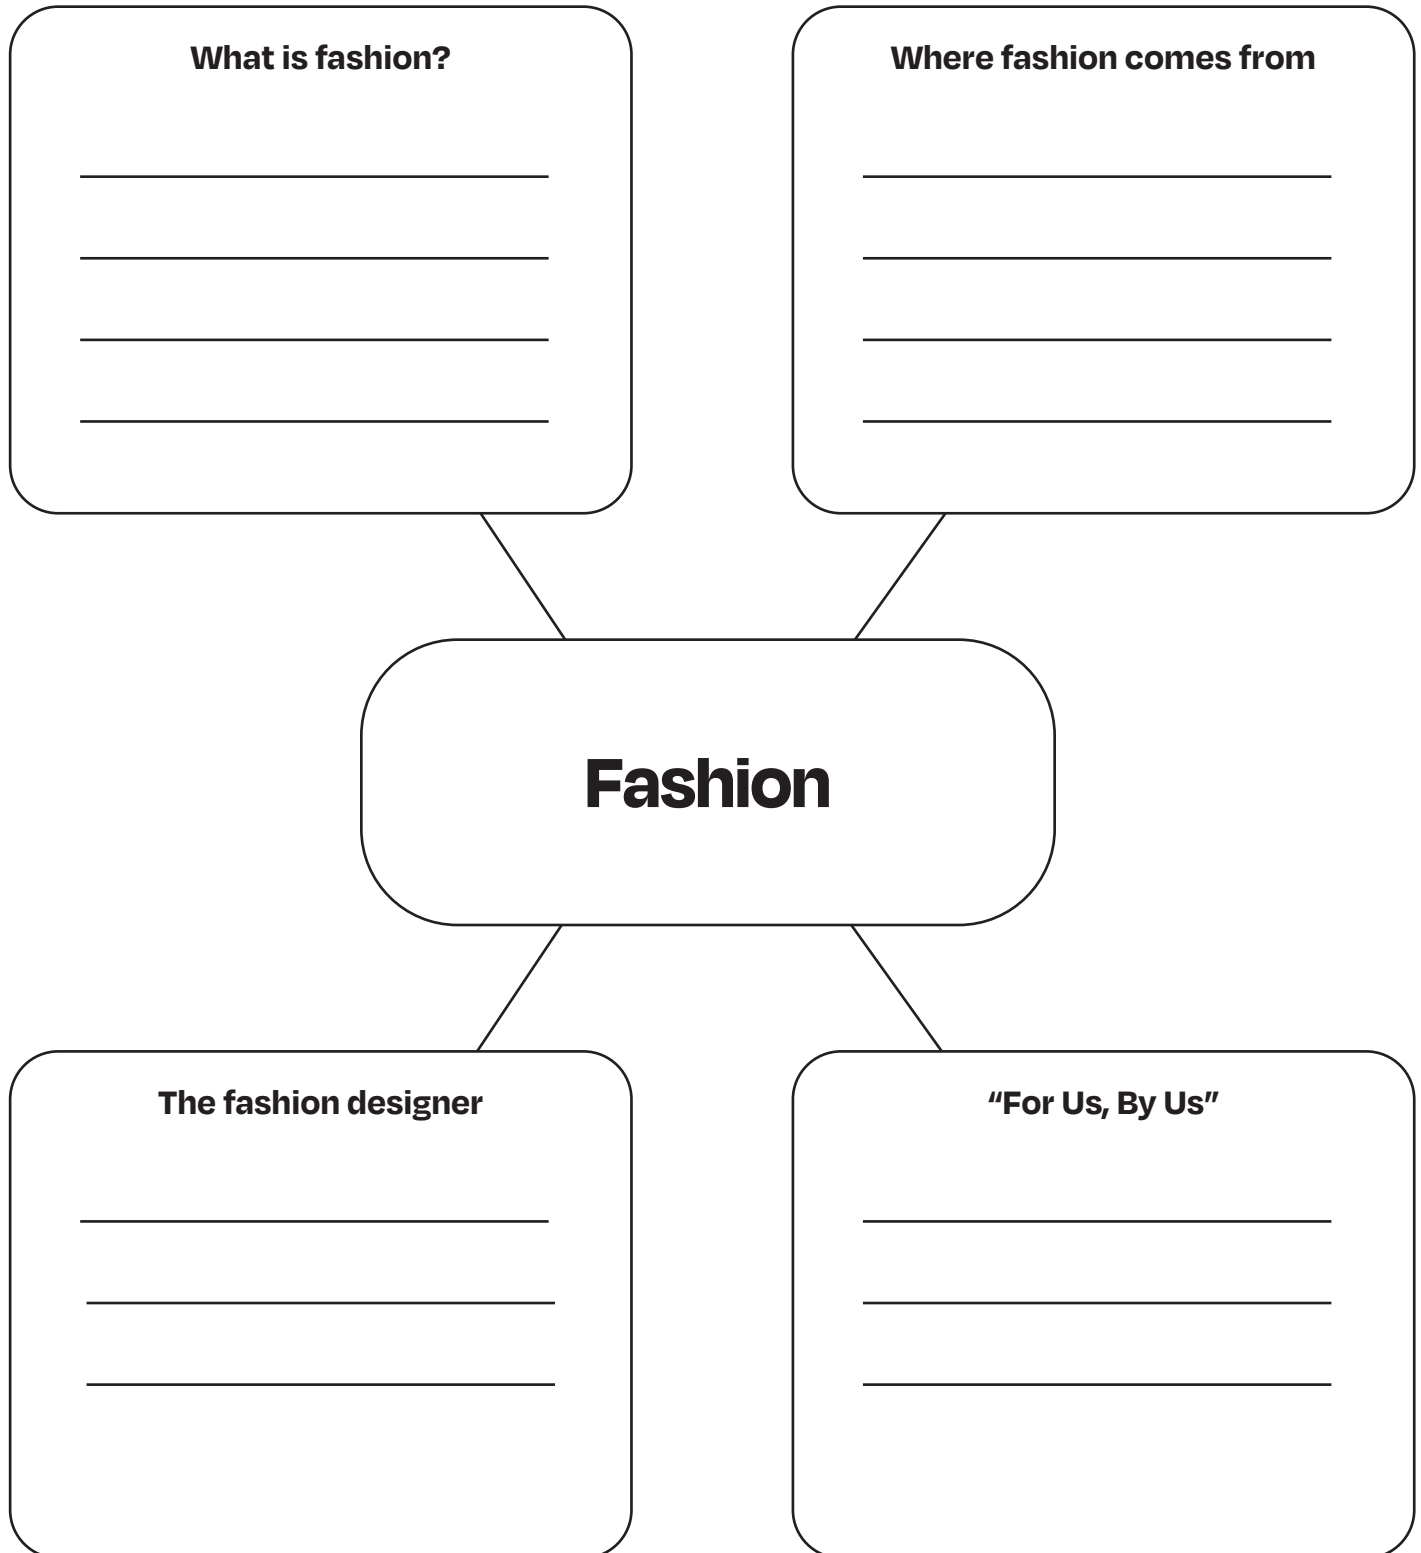 What is fashion?
Where fashion comes from
Fashion
The fashion designer
“For Us, By Us”